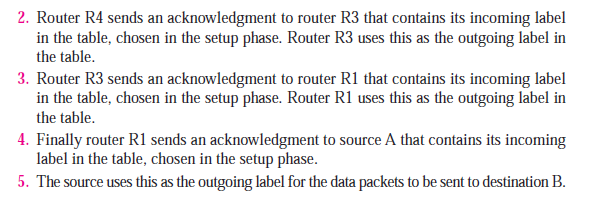 2. Router R4 sends an acknowledgment to router R3 that contains its incoming label
in the table, chosen in the setup phase. Router R3 uses this as the outgoing label in
the table.
3. Router R3 sends an acknowledgment to router R1 that contains its incoming label
in the table, chosen in the setup phase. Router R1 uses this as the outgoing label in
the table.
4. Finally router R1 sends an acknowledgment to source A that contains its incoming
label in the table, chosen in the setup phase.
5. The source uses this as the outgoing label for the data packets to be sent to destination B.